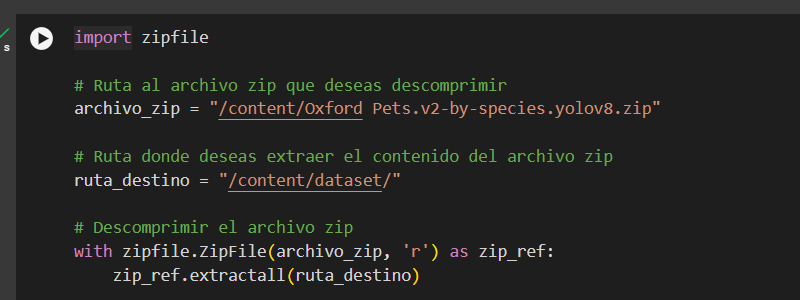 s
import zipfile
# Ruta al archivo zip que deseas descomprimir
archivo_zip = "/content/Oxford Pets.v2-by-species.yolov8.zip"
# Ruta donde deseas extraer el contenido del archivo zip
ruta_destino = "/content/dataset/"
# Descomprimir el archivo zip
with zipfile.ZipFile(archivo_zip, 'r') as zip_ref:
    zip_ref.extractall(ruta_destino)